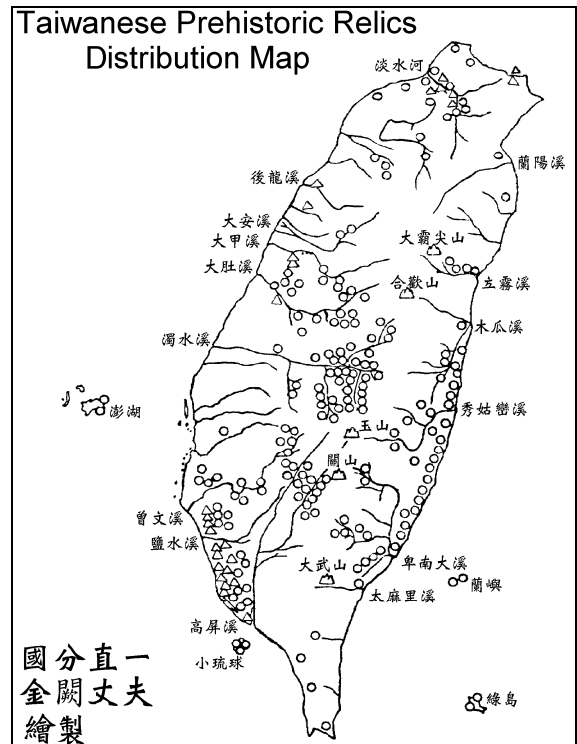 Taiwanese Prehistoric Relics
Distribution Map
淡水河
蘭陽溪
後龍溪
大安溪
大甲溪
大霸尖山
大肚溪
合歡山
立霧溪
木瓜溪
濁水溪
澎湖
秀姑巒溪
玉山
關山
曾文溪
鹽水溪
大武山
卑南大溪
蘭嶼
太麻里溪
高屏溪
小琉球
綠島
國分直一
金闕丈夫
繪製